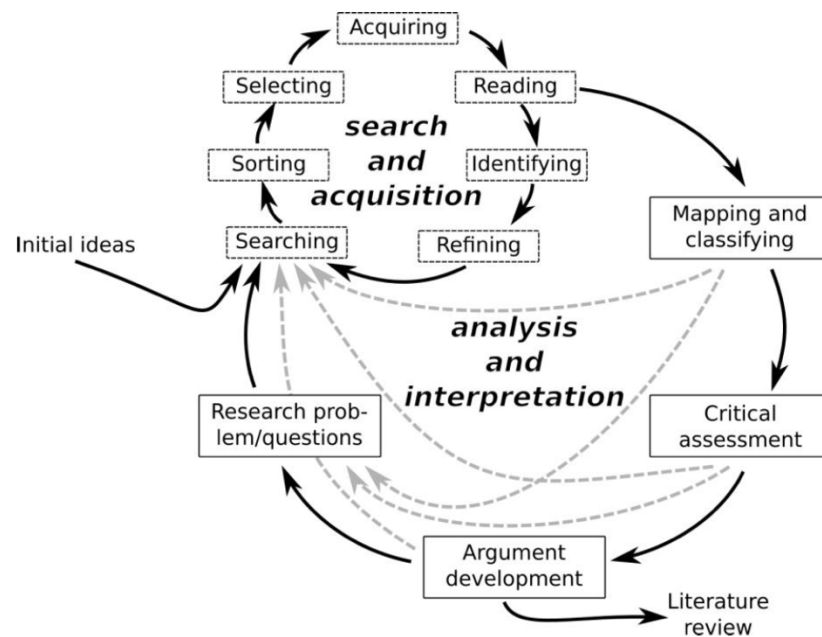 Acquiring
Selecting
Reading
search
and
acquisition
Sorting
Identifying
Mapping and
classifying
Initial ideas
Searching
Refining
analysis
and
interpretation
Research prob-
lem/questions
Critical
assessment
Argument
development
Literature
review